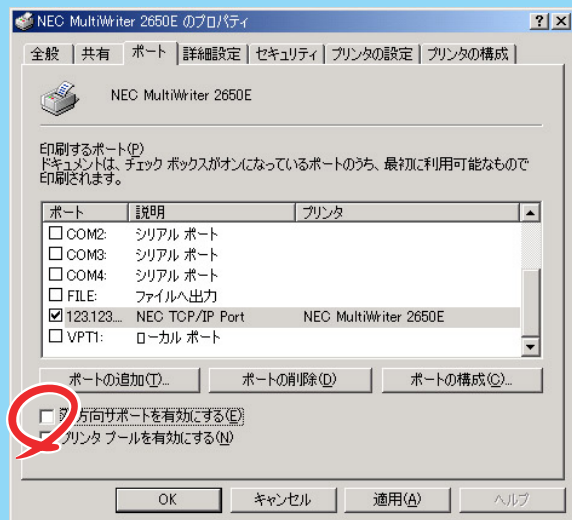 NEC MultiWriter 2650E のプロパティ
全般 共有 ポート 詳細設定 セキュリティ プリンタの設定 プリンタの構成
NEC MultiWriter 2650E
印刷するポート(P)
ドキュメントは、チェック ボックスがオンになっているポートのうち、最初に利用可能なもので
印刷されます。
ポート 説明 プリンタ
COM2: シリアル ポート
COM3: シリアル ポート
COM4: シリアル ポート
FILE: ファイルへ出力
123.123... NEC TCP/IP Port NEC MultiWriter 2650E
VPT1: ローカル ポート
ポートの追加(T)... ポートの削除(D) ポートの構成(C)...
方向サポートを有効にする(E)
プリンタ プールを有効にする(N)
OK キャンセル 適用(A) ヘルプ